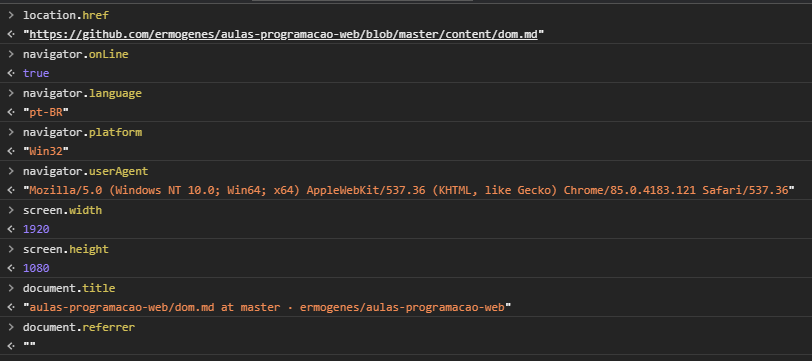 > location.href
<· "https://github.com/ermogenes/aulas-programacao-web/blob/master/content/dom.md"
> navigator.onLine
<· true
> navigator.language
<· "pt-BR"
> navigator.platform
<· "Win32"
> navigator.userAgent
<· "Mozilla/5.0 (Windows NT 10.0; Win64; x64) AppleWebKit/537.36 (KHTML, like Gecko) Chrome/85.0.4183.121 Safari/537.36"
> screen.width
<· 1920
> screen.height
<· 1080
> document.title
<· "aulas-programacao-web/dom.md at master · ermogenes/aulas-programacao-web"
> document.referrer
<· ""